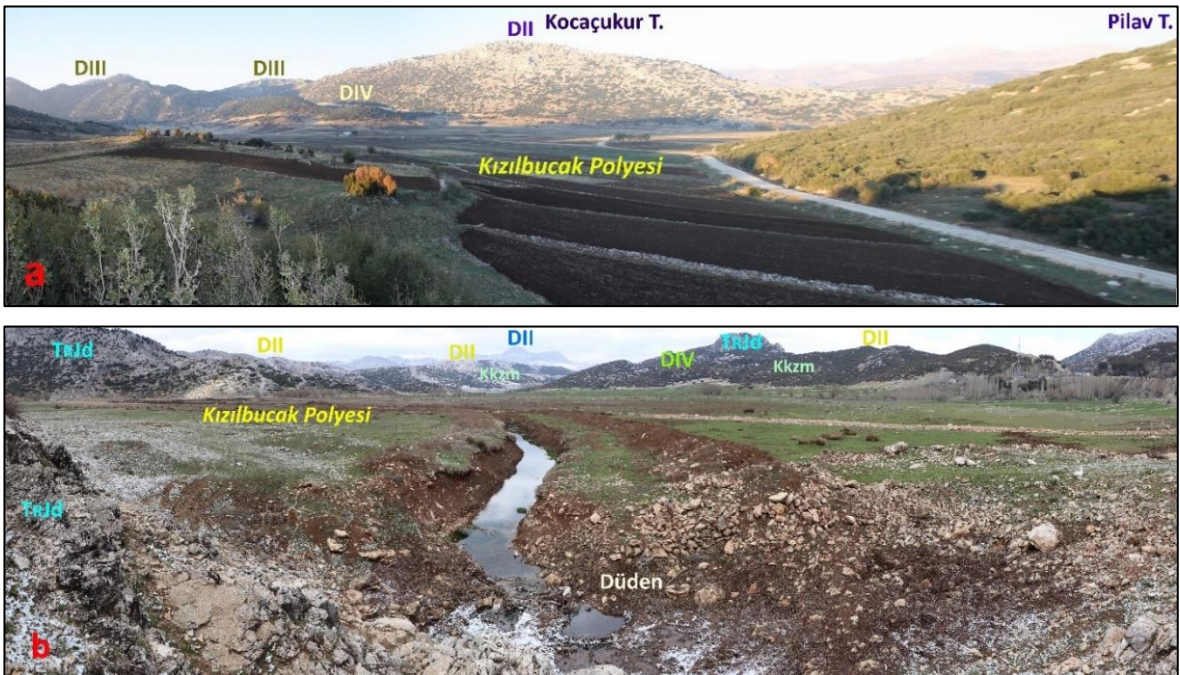 DII Kocaçukur T. Pilav T.
DIII DIII
DIV
Kızılbucak Polyesi
a
TRJd DII DII DII TRJd DII
Kkzm DIV Kkzm
Kızılbucak Polyesi
TRJd
Düden
b